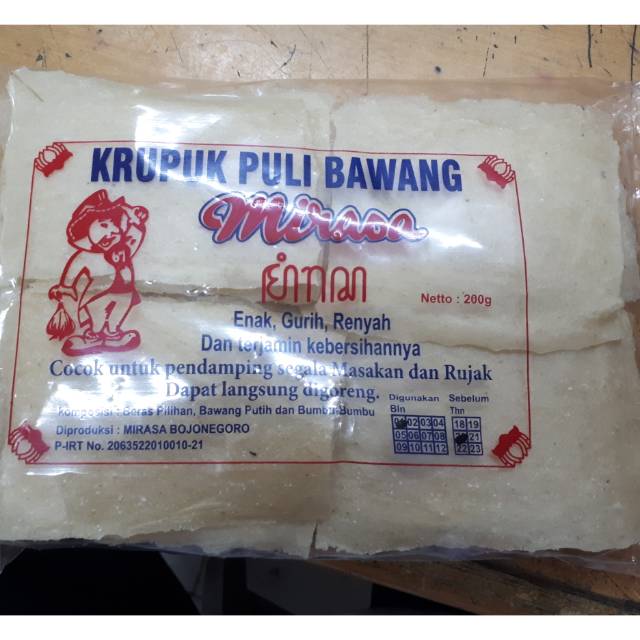 KRUPUK PULI BAWANG
Mirasa
67
Netto : 200g
Enak, Gurih, Renyah
Dan terjamin kebersihannya
Cocok untuk pendamping segala Masakan dan Rujak
Dapat langsung digoreng.
Komposisi : Beras Pilihan, Bawang Putih dan Bumbu-Bumbu
Diproduksi : MIRASA BOJONEGORO
P-IRT No. 2063522010010-21
Digunakan Sebelum
Bln Thn
02 03 04 18 19
05 06 07 08 21
09 10 11 12 22 23